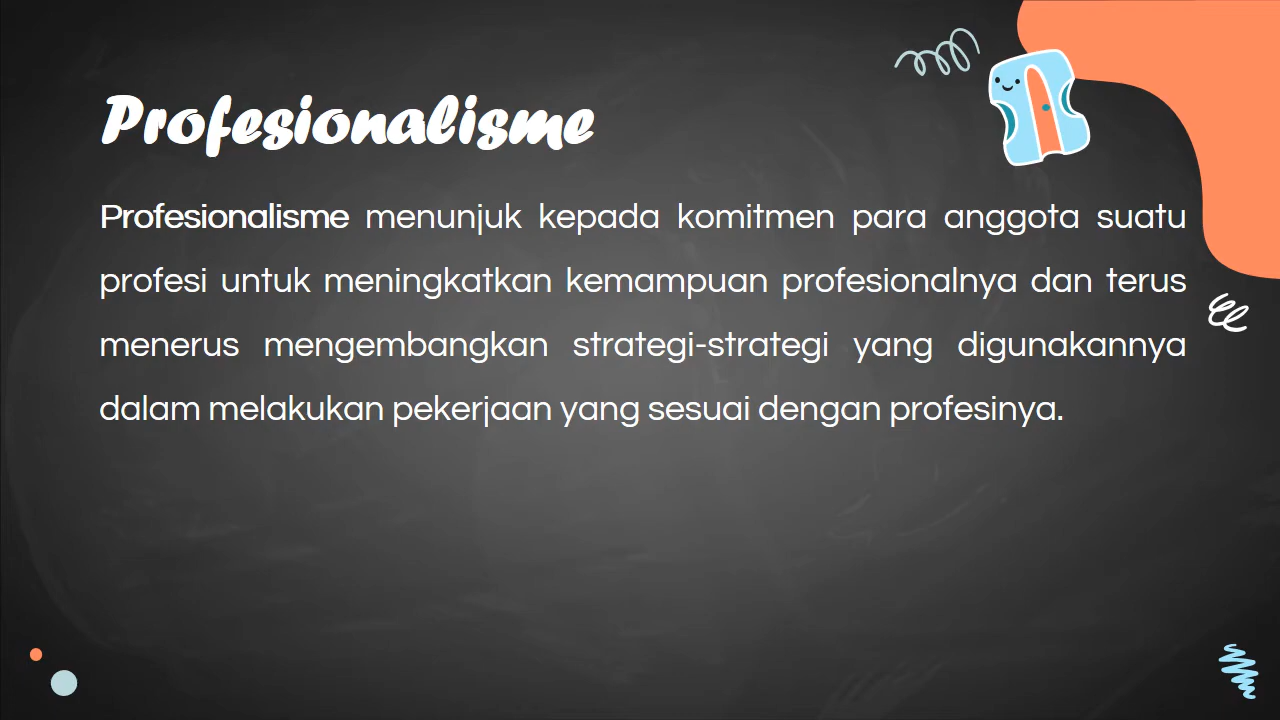 Profesionalisme
Profesionalisme menunjuk kepada komitmen para anggota suatu
profesi untuk meningkatkan kemampuan profesionalnya dan terus
menerus mengembangkan strategi-strategi yang digunakannya
dalam melakukan pekerjaan yang sesuai dengan profesinya.